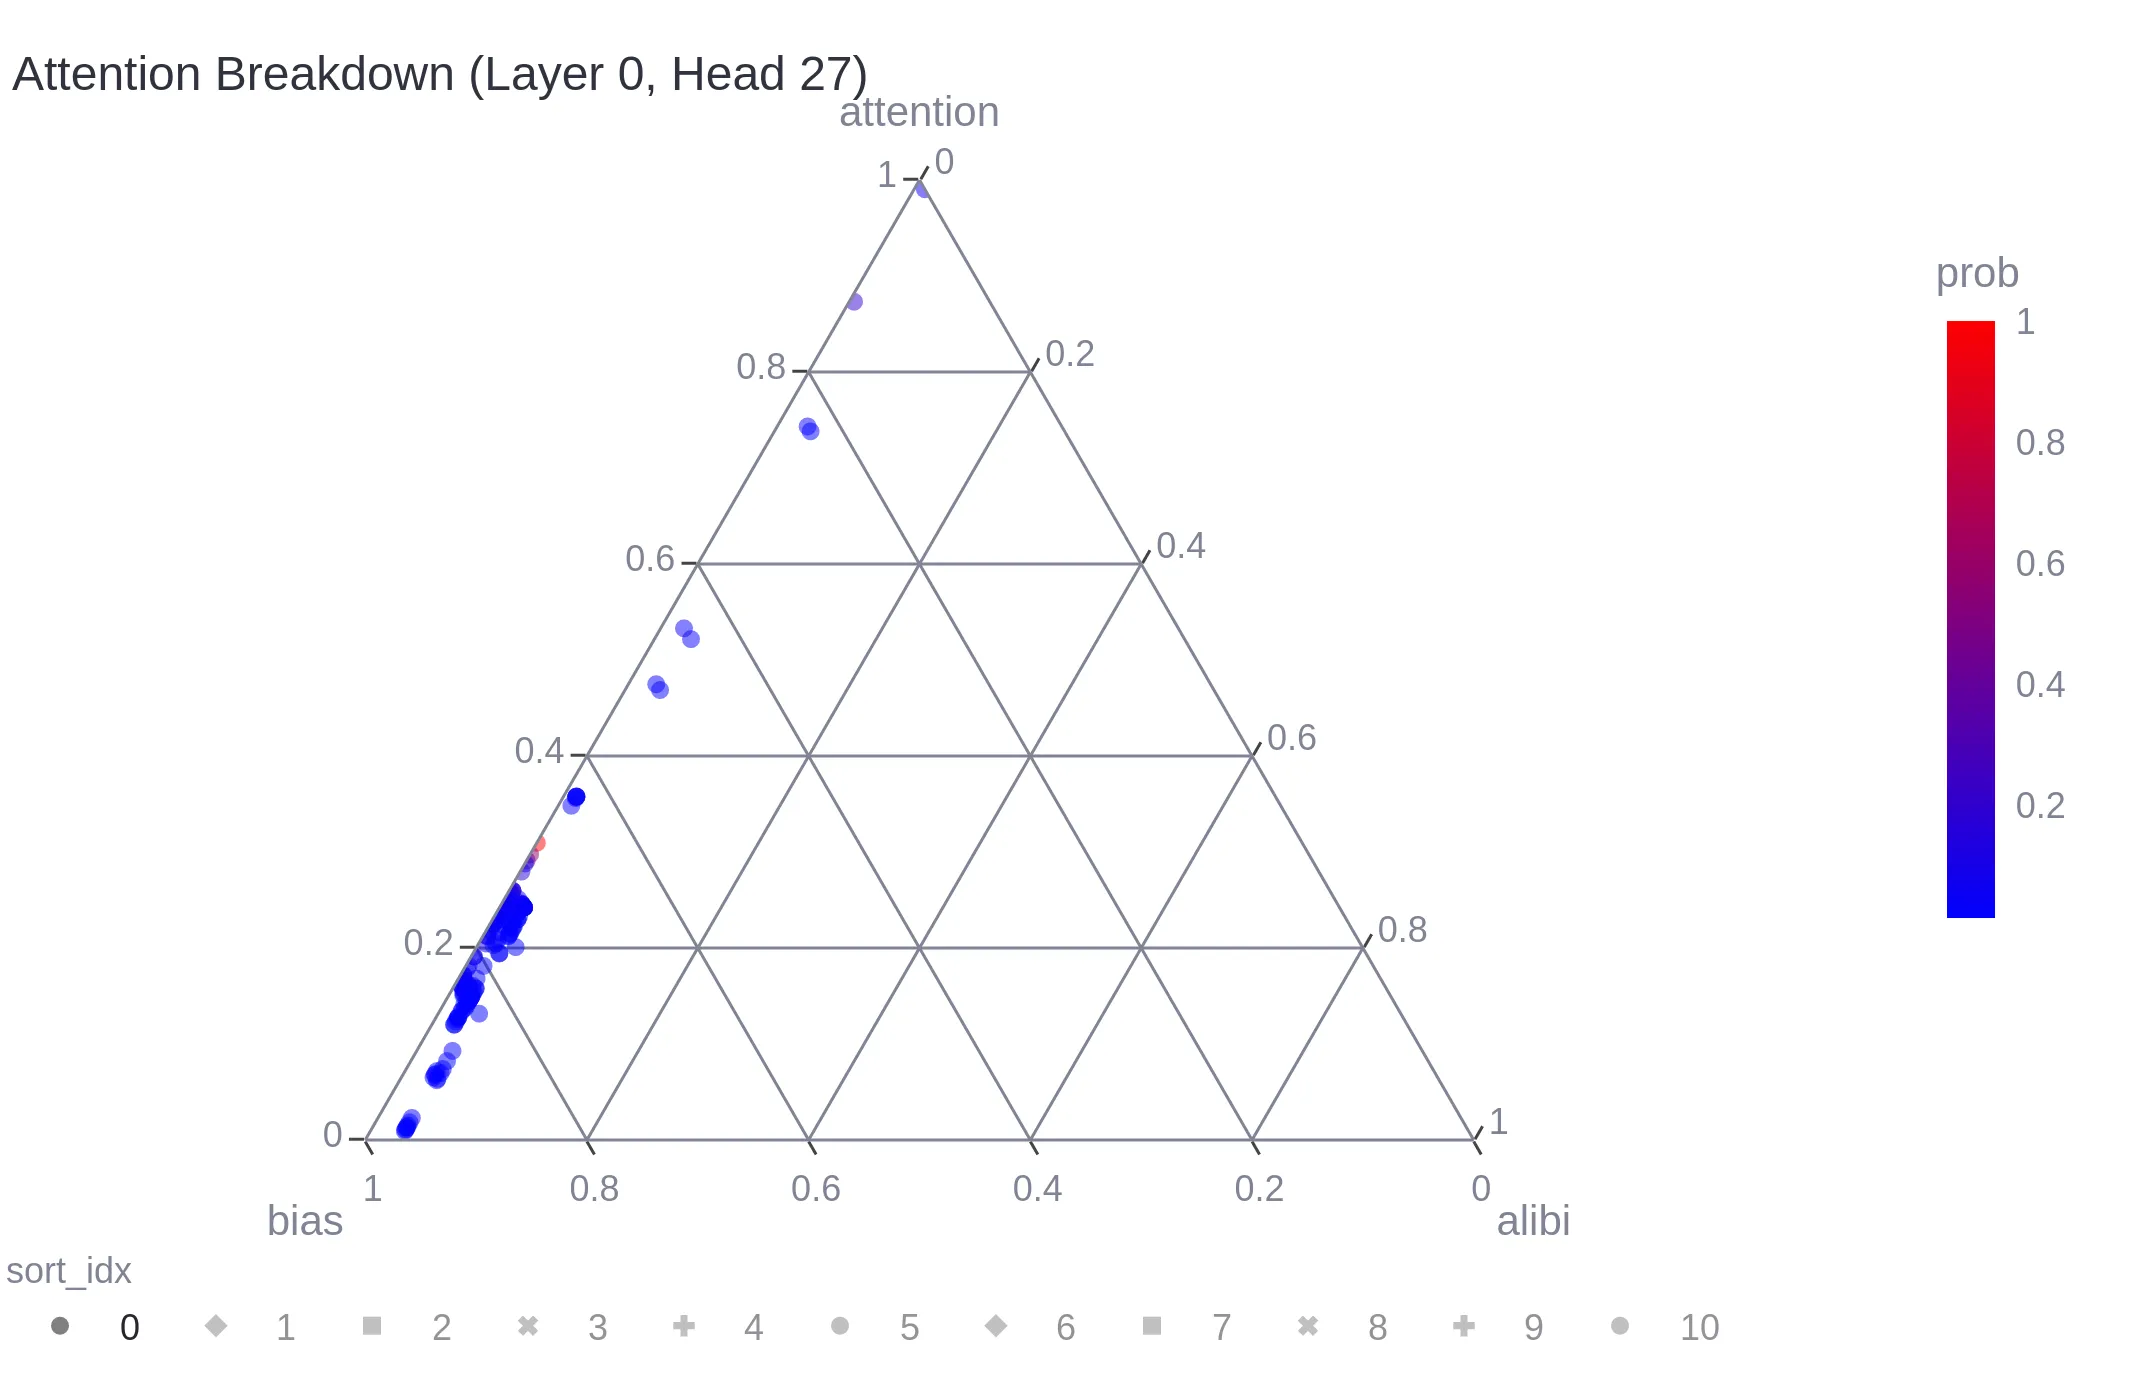 Attention Breakdown (Layer 0, Head 27)
attention
1 0
prob
1
0.8 0.2
0.8
0.6 0.4
0.6
0.4
0.4 0.6
0.2
0.2 0.8
0 1
1 0.8 0.6 0.4 0.2 0
bias alibi
sort_idx
0 1 2 3 4 5 6 7 8 9 10